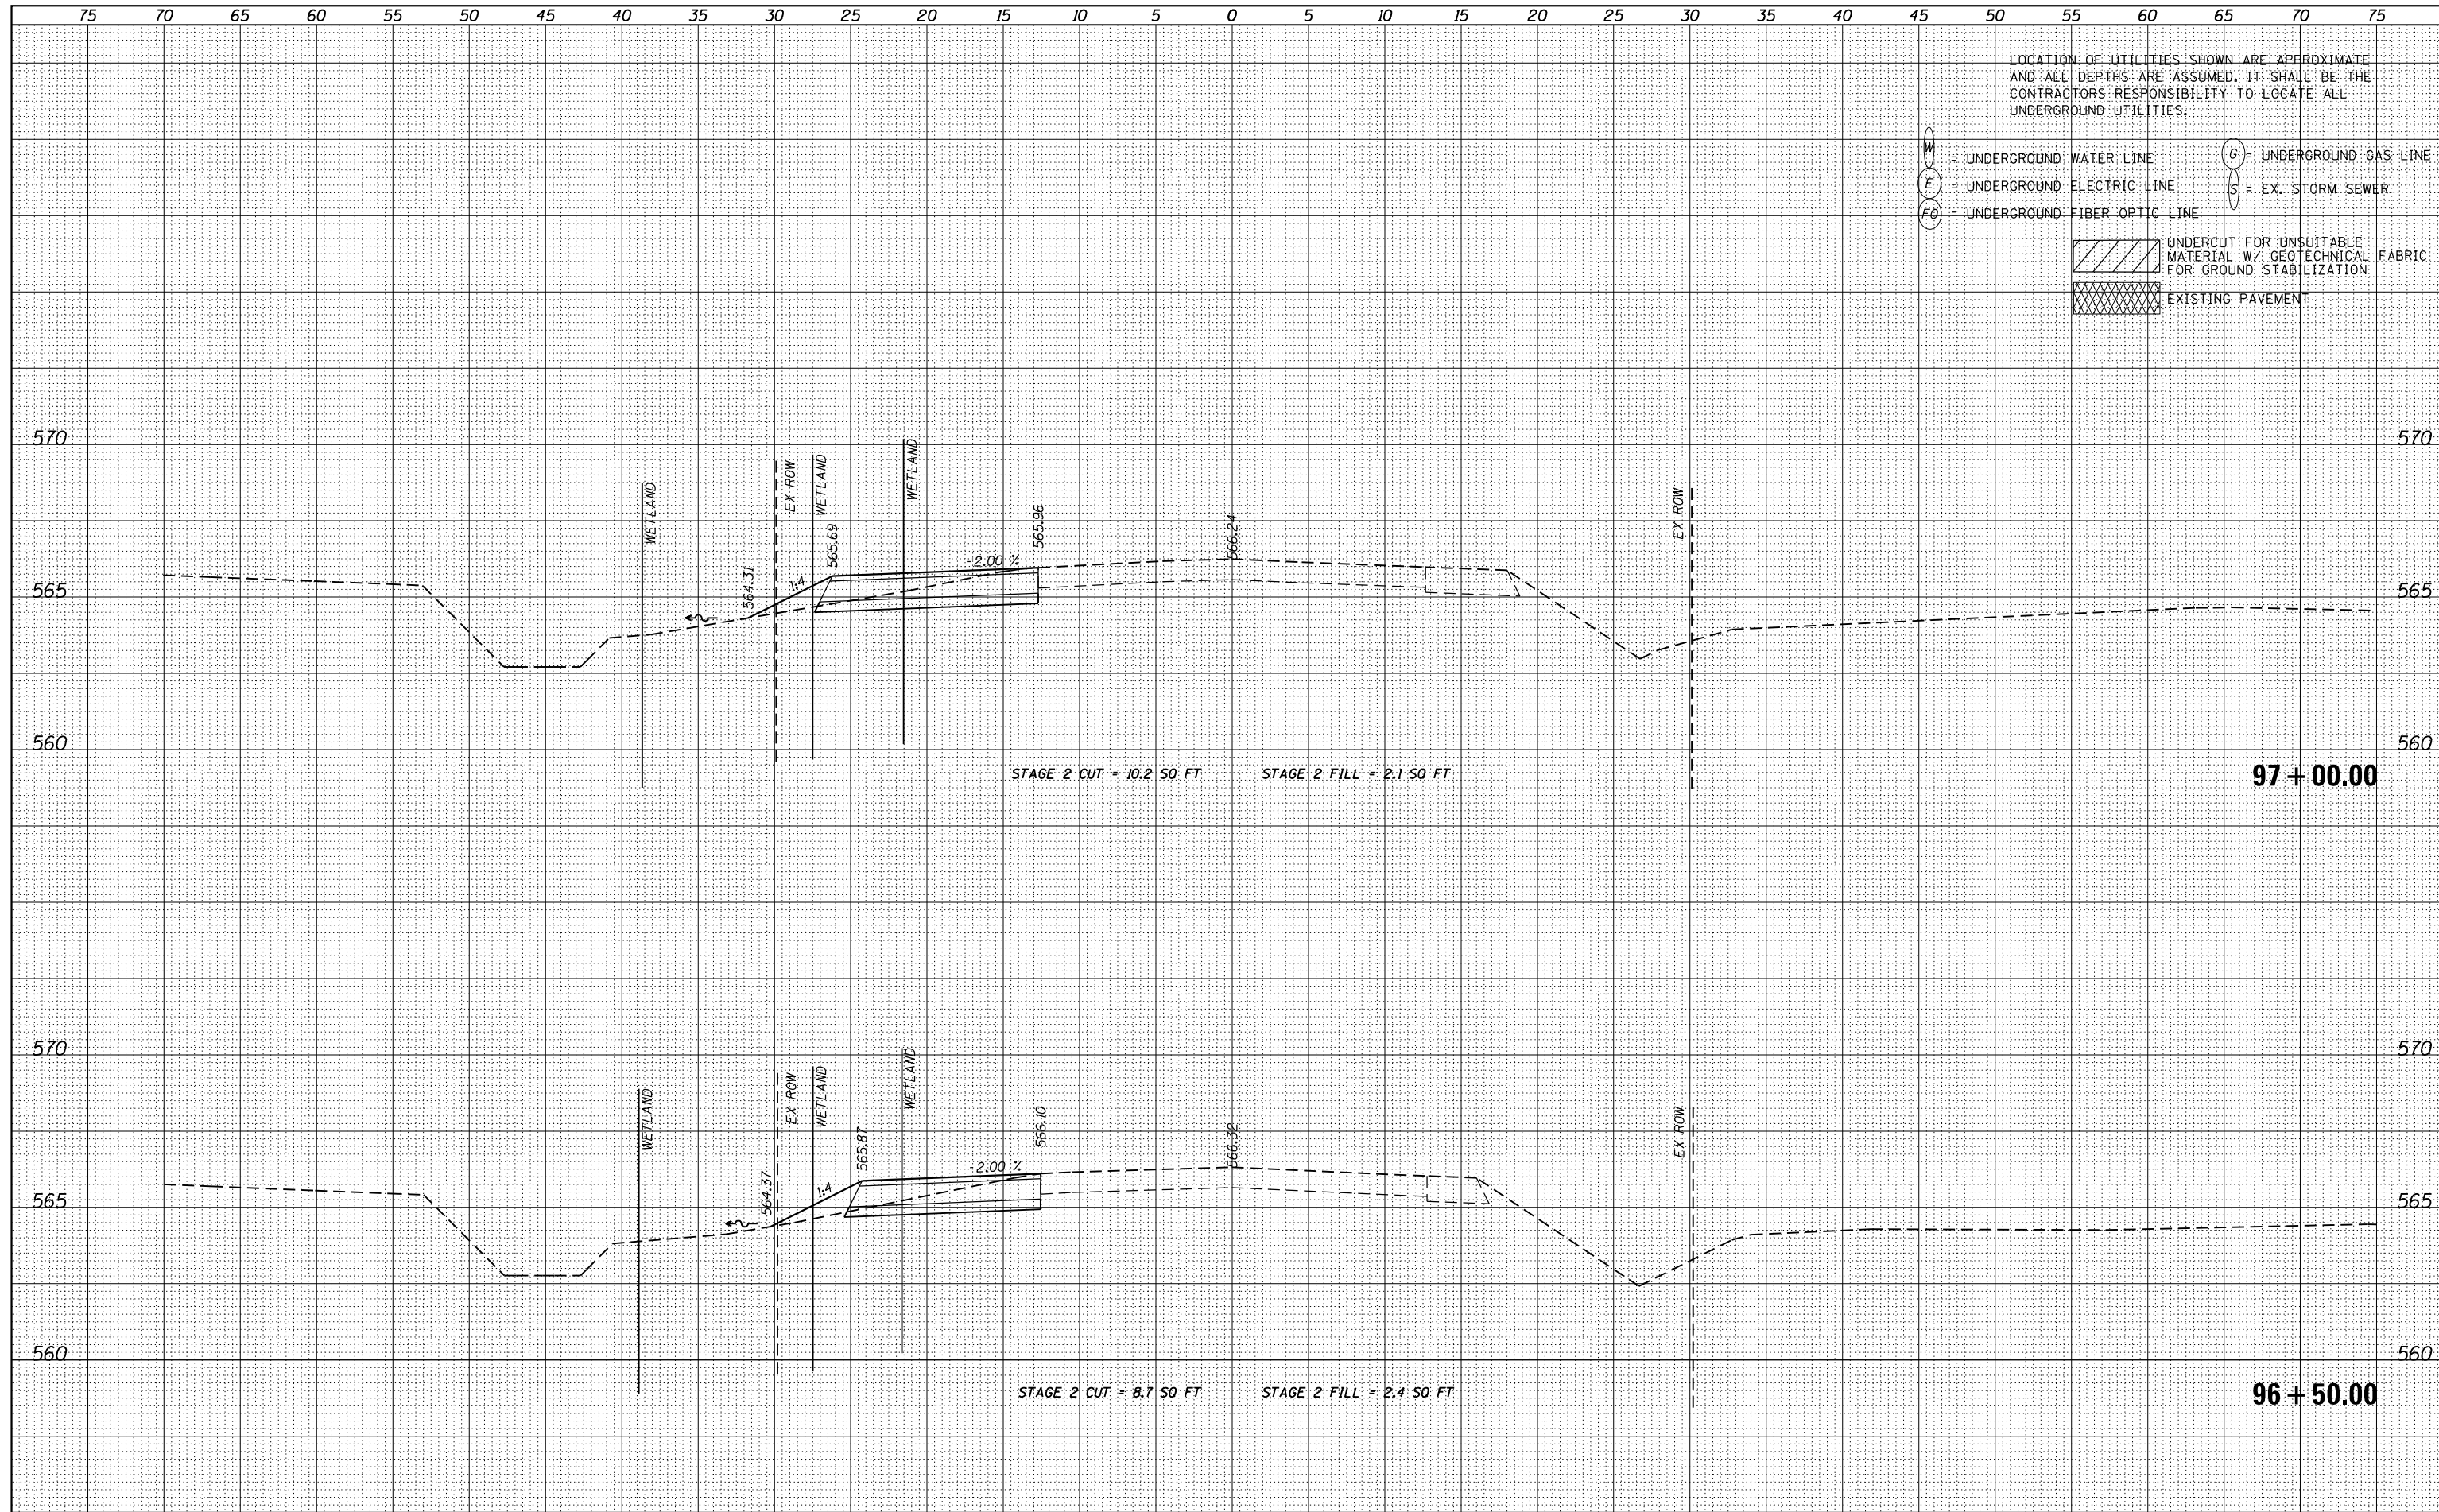 75 70 65 60 55 50 45 40 35 30 25 20 15 10 5 0 5 10 15 20 25 30 35 40 45 50 55 60 65 70 75
LOCATION OF UTILITIES SHOWN ARE APPROXIMATE
AND ALL DEPTHS ARE ASSUMED. IT SHALL BE THE
CONTRACTORS RESPONSIBILITY TO LOCATE ALL
UNDERGROUND UTILITIES.
W = UNDERGROUND WATER LINE
G = UNDERGROUND GAS LINE
E = UNDERGROUND ELECTRIC LINE
S = EX. STORM SEWER
FO = UNDERGROUND FIBER OPTIC LINE
UNDERCUT FOR UNSUITABLE
MATERIAL W/ GEOTECHNICAL FABRIC
FOR GROUND STABILIZATION
EXISTING PAVEMENT
570 570
WETLAND
EX ROW
WETLAND
WETLAND
EX ROW
564.31
1:4
565.69
-2.00 %
565.96
566.24
565 565
560 560
STAGE 2 CUT = 10.2 SQ FT STAGE 2 FILL = 2.1 SQ FT
97+00.00
570 570
WETLAND
EX ROW
WETLAND
WETLAND
EX ROW
564.37
1:4
565.87
-2.00 %
566.10
566.32
565 565
560 560
STAGE 2 CUT = 8.7 SQ FT STAGE 2 FILL = 2.4 SQ FT
96+50.00